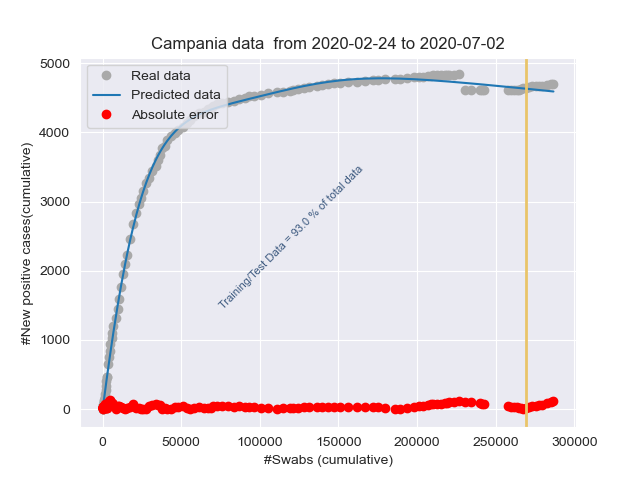 Campania data from 2020-02-24 to 2020-07-02
Real data
Predicted data
Absolute error
Training/Test Data = 93.0 % of total data
#New positive cases(cumulative)
5000
4000
3000
2000
1000
0
0 50000 100000 150000 200000 250000 300000
#Swabs (cumulative)